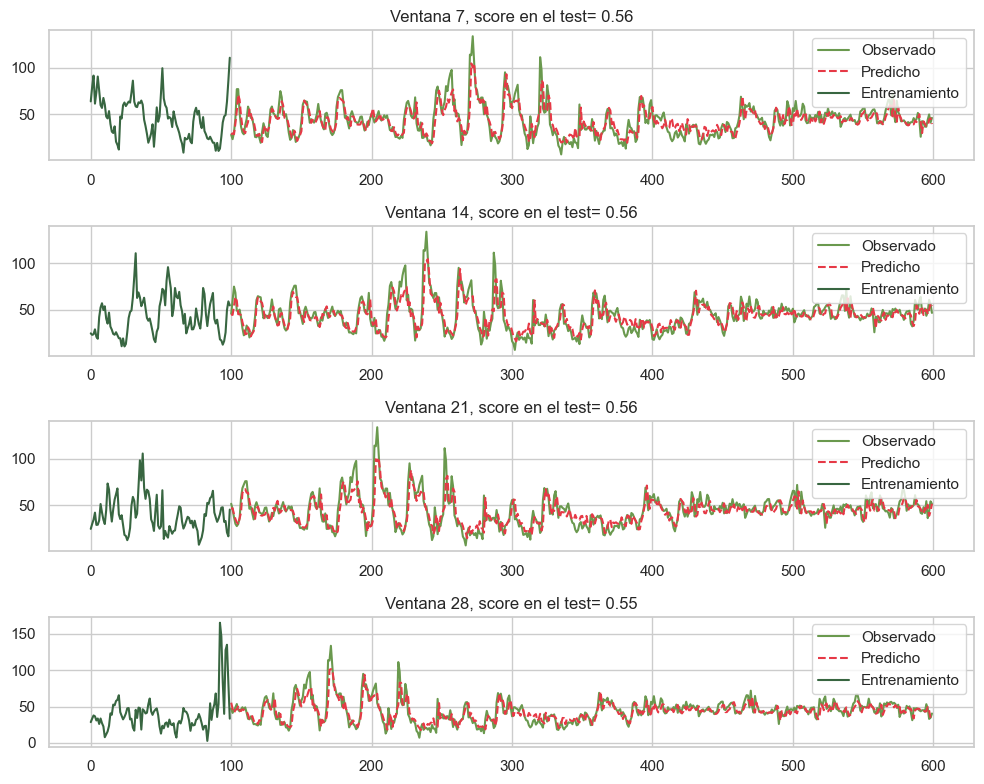 Ventana 7, score en el test= 0.56
100
50
Observado
Predicho
Entrenamiento
0 100 200 300 400 500 600
Ventana 14, score en el test= 0.56
100
50
Observado
Predicho
Entrenamiento
0 100 200 300 400 500 600
Ventana 21, score en el test= 0.56
100
50
Observado
Predicho
Entrenamiento
0 100 200 300 400 500 600
Ventana 28, score en el test= 0.55
150
100
50
0
Observado
Predicho
Entrenamiento
0 100 200 300 400 500 600